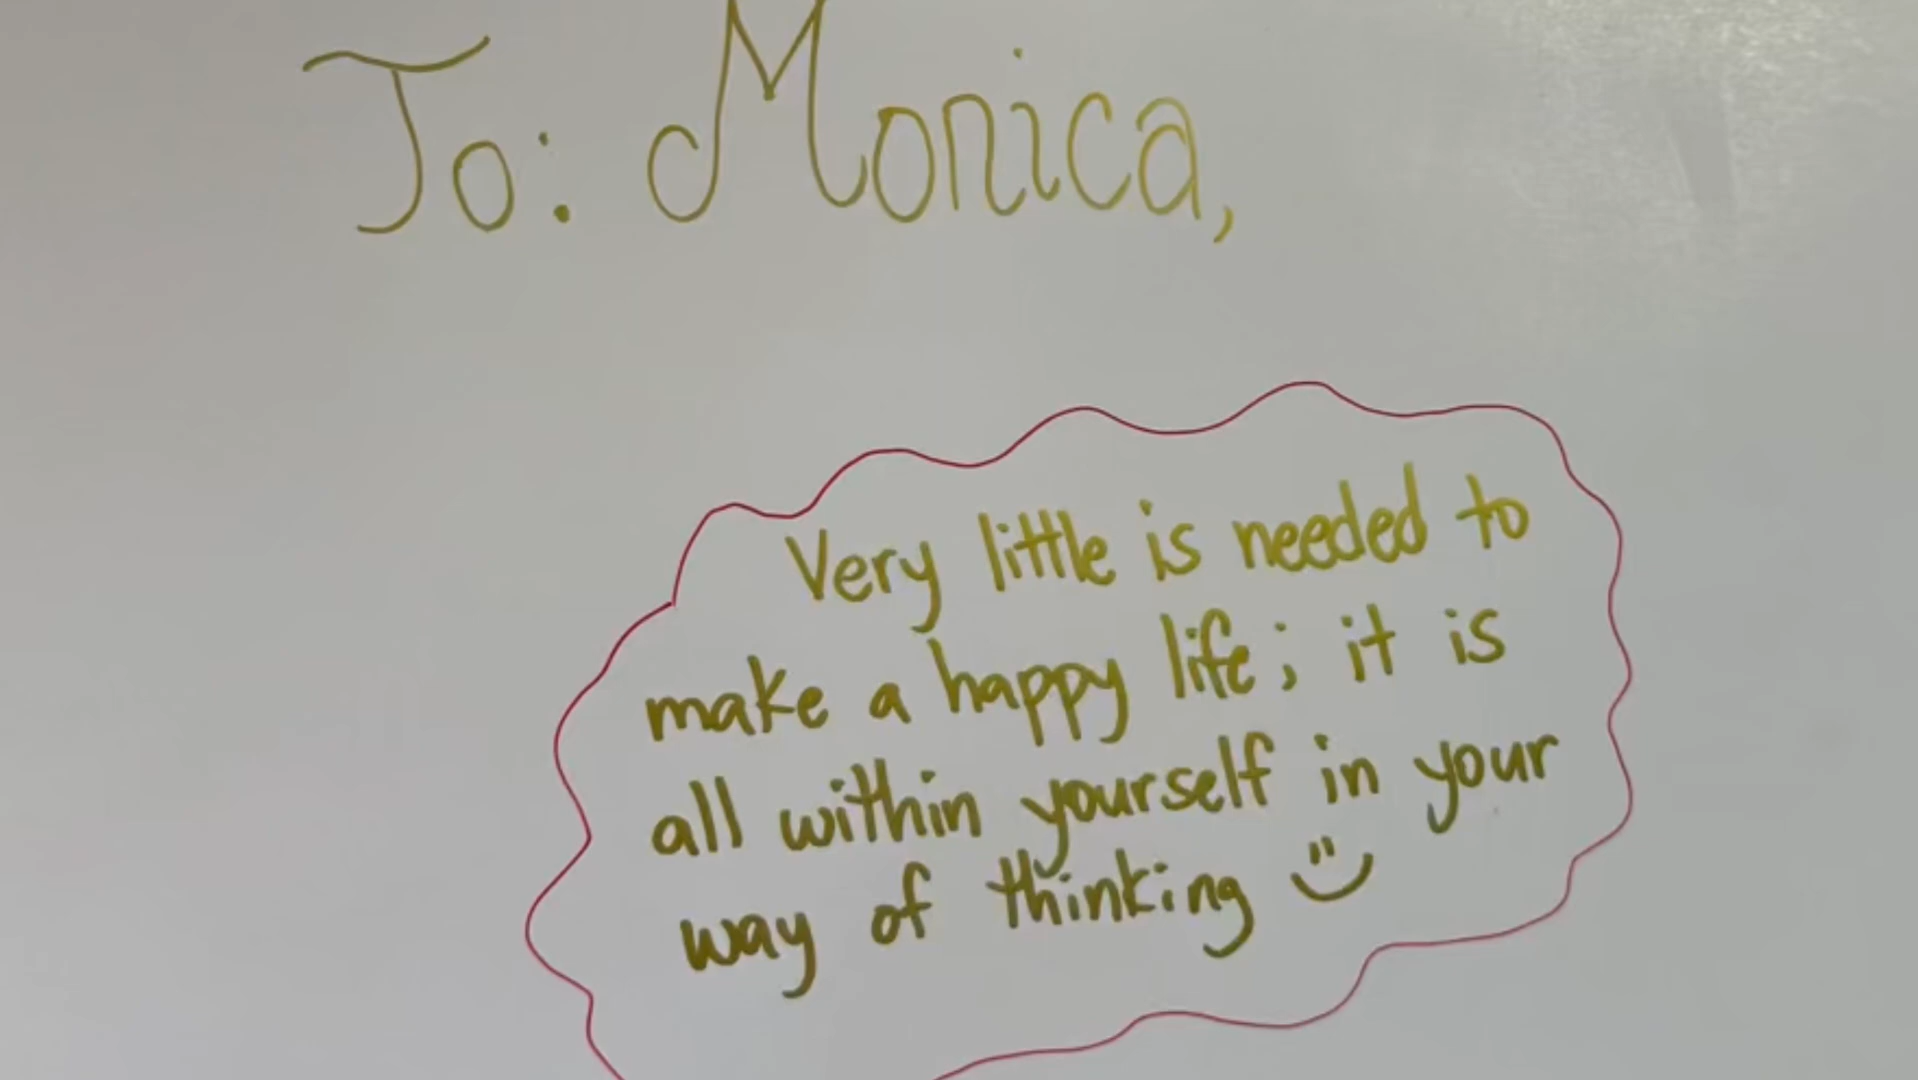 To: Monica,
Very little is needed to
make a happy life; it is
all within yourself in your
way of thinking